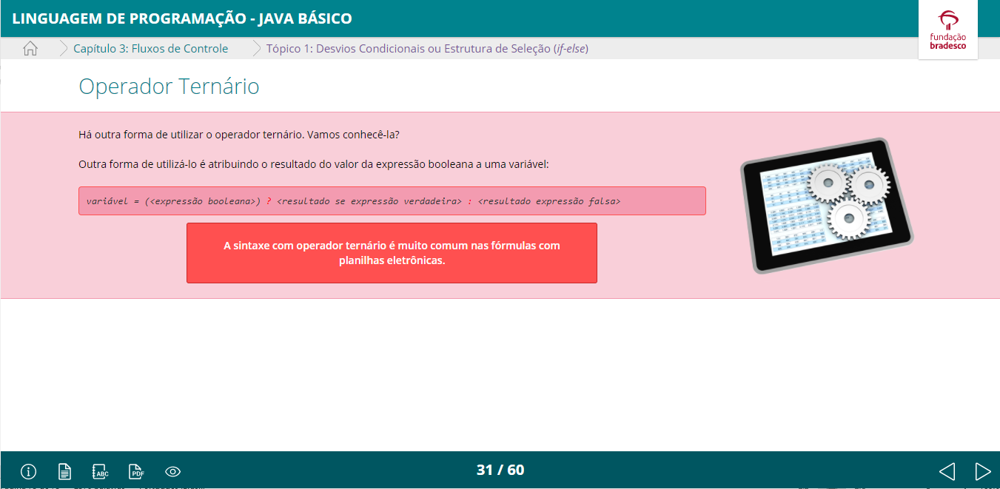 LINGUAGEM DE PROGRAMAÇÃO - JAVA BÁSICO
fundação
bradesco
Capítulo 3: Fluxos de Controle
Tópico 1: Desvios Condicionais ou Estrutura de Seleção (if-else)
Operador Ternário
Há outra forma de utilizar o operador ternário. Vamos conhecê-la?
Outra forma de utilizá-lo é atribuindo o resultado do valor da expressão booleana a uma variável:
variável = (<expressão booleana>) ? <resultado se expressão verdadeira> : <resultado expressão falsa>
A sintaxe com operador ternário é muito comum nas fórmulas com
planilhas eletrônicas.
ABC
PDF
31 / 60